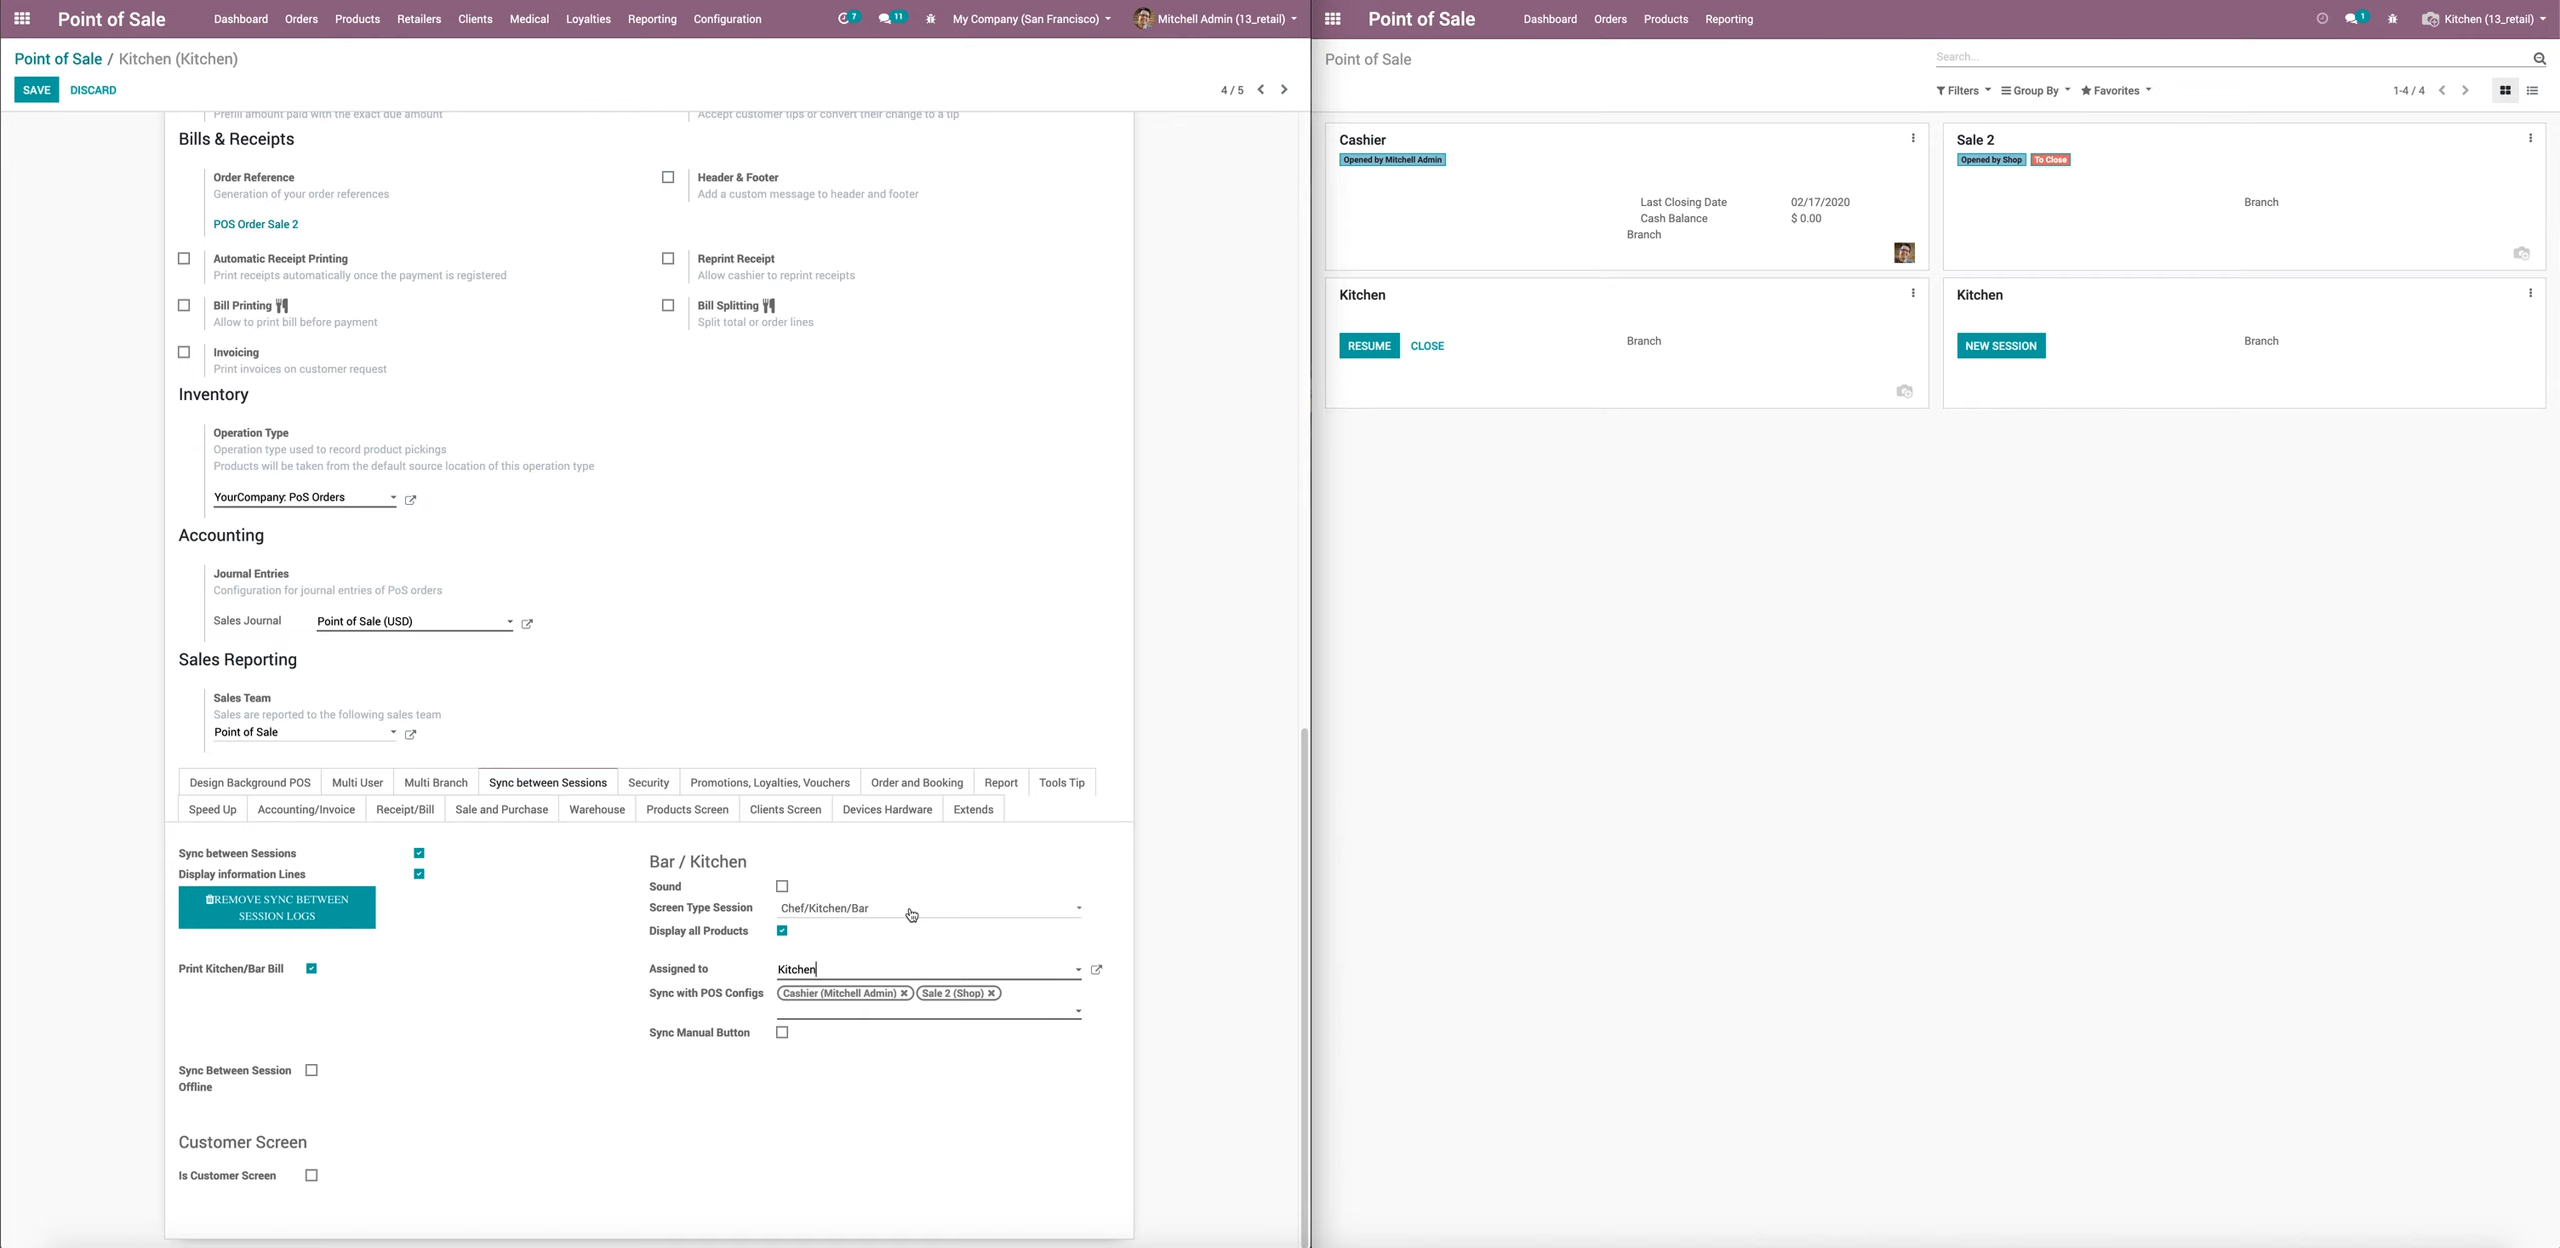 Point of Sale Dashboard Orders Products Retailers Clients Medical Loyalties Reporting Configuration 7 11 My Company (San Francisco) Mitchell Admin (13_retail)
Point of Sale / Kitchen (Kitchen)
SAVE DISCARD 4 / 5
Prefill amount paid with the exact due amount Accept customer tips or convert their change to a tip
Bills & Receipts
Order Reference
Generation of your order references
POS Order Sale 2
Header & Footer
Add a custom message to header and footer
Automatic Receipt Printing
Print receipts automatically once the payment is registered
Reprint Receipt
Allow cashier to reprint receipts
Bill Printing
Allow to print bill before payment
Bill Splitting
Split total or order lines
Invoicing
Print invoices on customer request
Inventory
Operation Type
Operation type used to record product pickings
Products will be taken from the default source location of this operation type
YourCompany: PoS Orders
Accounting
Journal Entries
Configuration for journal entries of PoS orders
Sales Journal Point of Sale (USD)
Sales Reporting
Sales Team
Sales are reported to the following sales team
Point of Sale
Design Background POS Multi User Multi Branch Sync between Sessions Security Promotions, Loyalties, Vouchers Order and Booking Report Tools Tip
Speed Up Accounting/Invoice Receipt/Bill Sale and Purchase Warehouse Products Screen Clients Screen Devices Hardware Extends
Sync between Sessions
Display information Lines
REMOVE SYNC BETWEEN
SESSION LOGS
Print Kitchen/Bar Bill
Bar / Kitchen
Sound
Screen Type Session Chef/Kitchen/Bar
Display all Products
Assigned to Kitchen
Sync with POS Configs Cashier (Mitchell Admin) × Sale 2 (Shop) ×
Sync Manual Button
Sync Between Session
Offline
Customer Screen
Is Customer Screen
Point of Sale Dashboard Orders Products Reporting 1 Kitchen (13_retail)
Point of Sale Search...
Filters Group By Favorites 1-4 / 4
Cashier
Opened by Mitchell Admin
Last Closing Date 02/17/2020
Cash Balance $ 0.00
Branch
Sale 2
Opened by Shop To Close
Branch
Kitchen
RESUME CLOSE Branch
Kitchen
NEW SESSION Branch